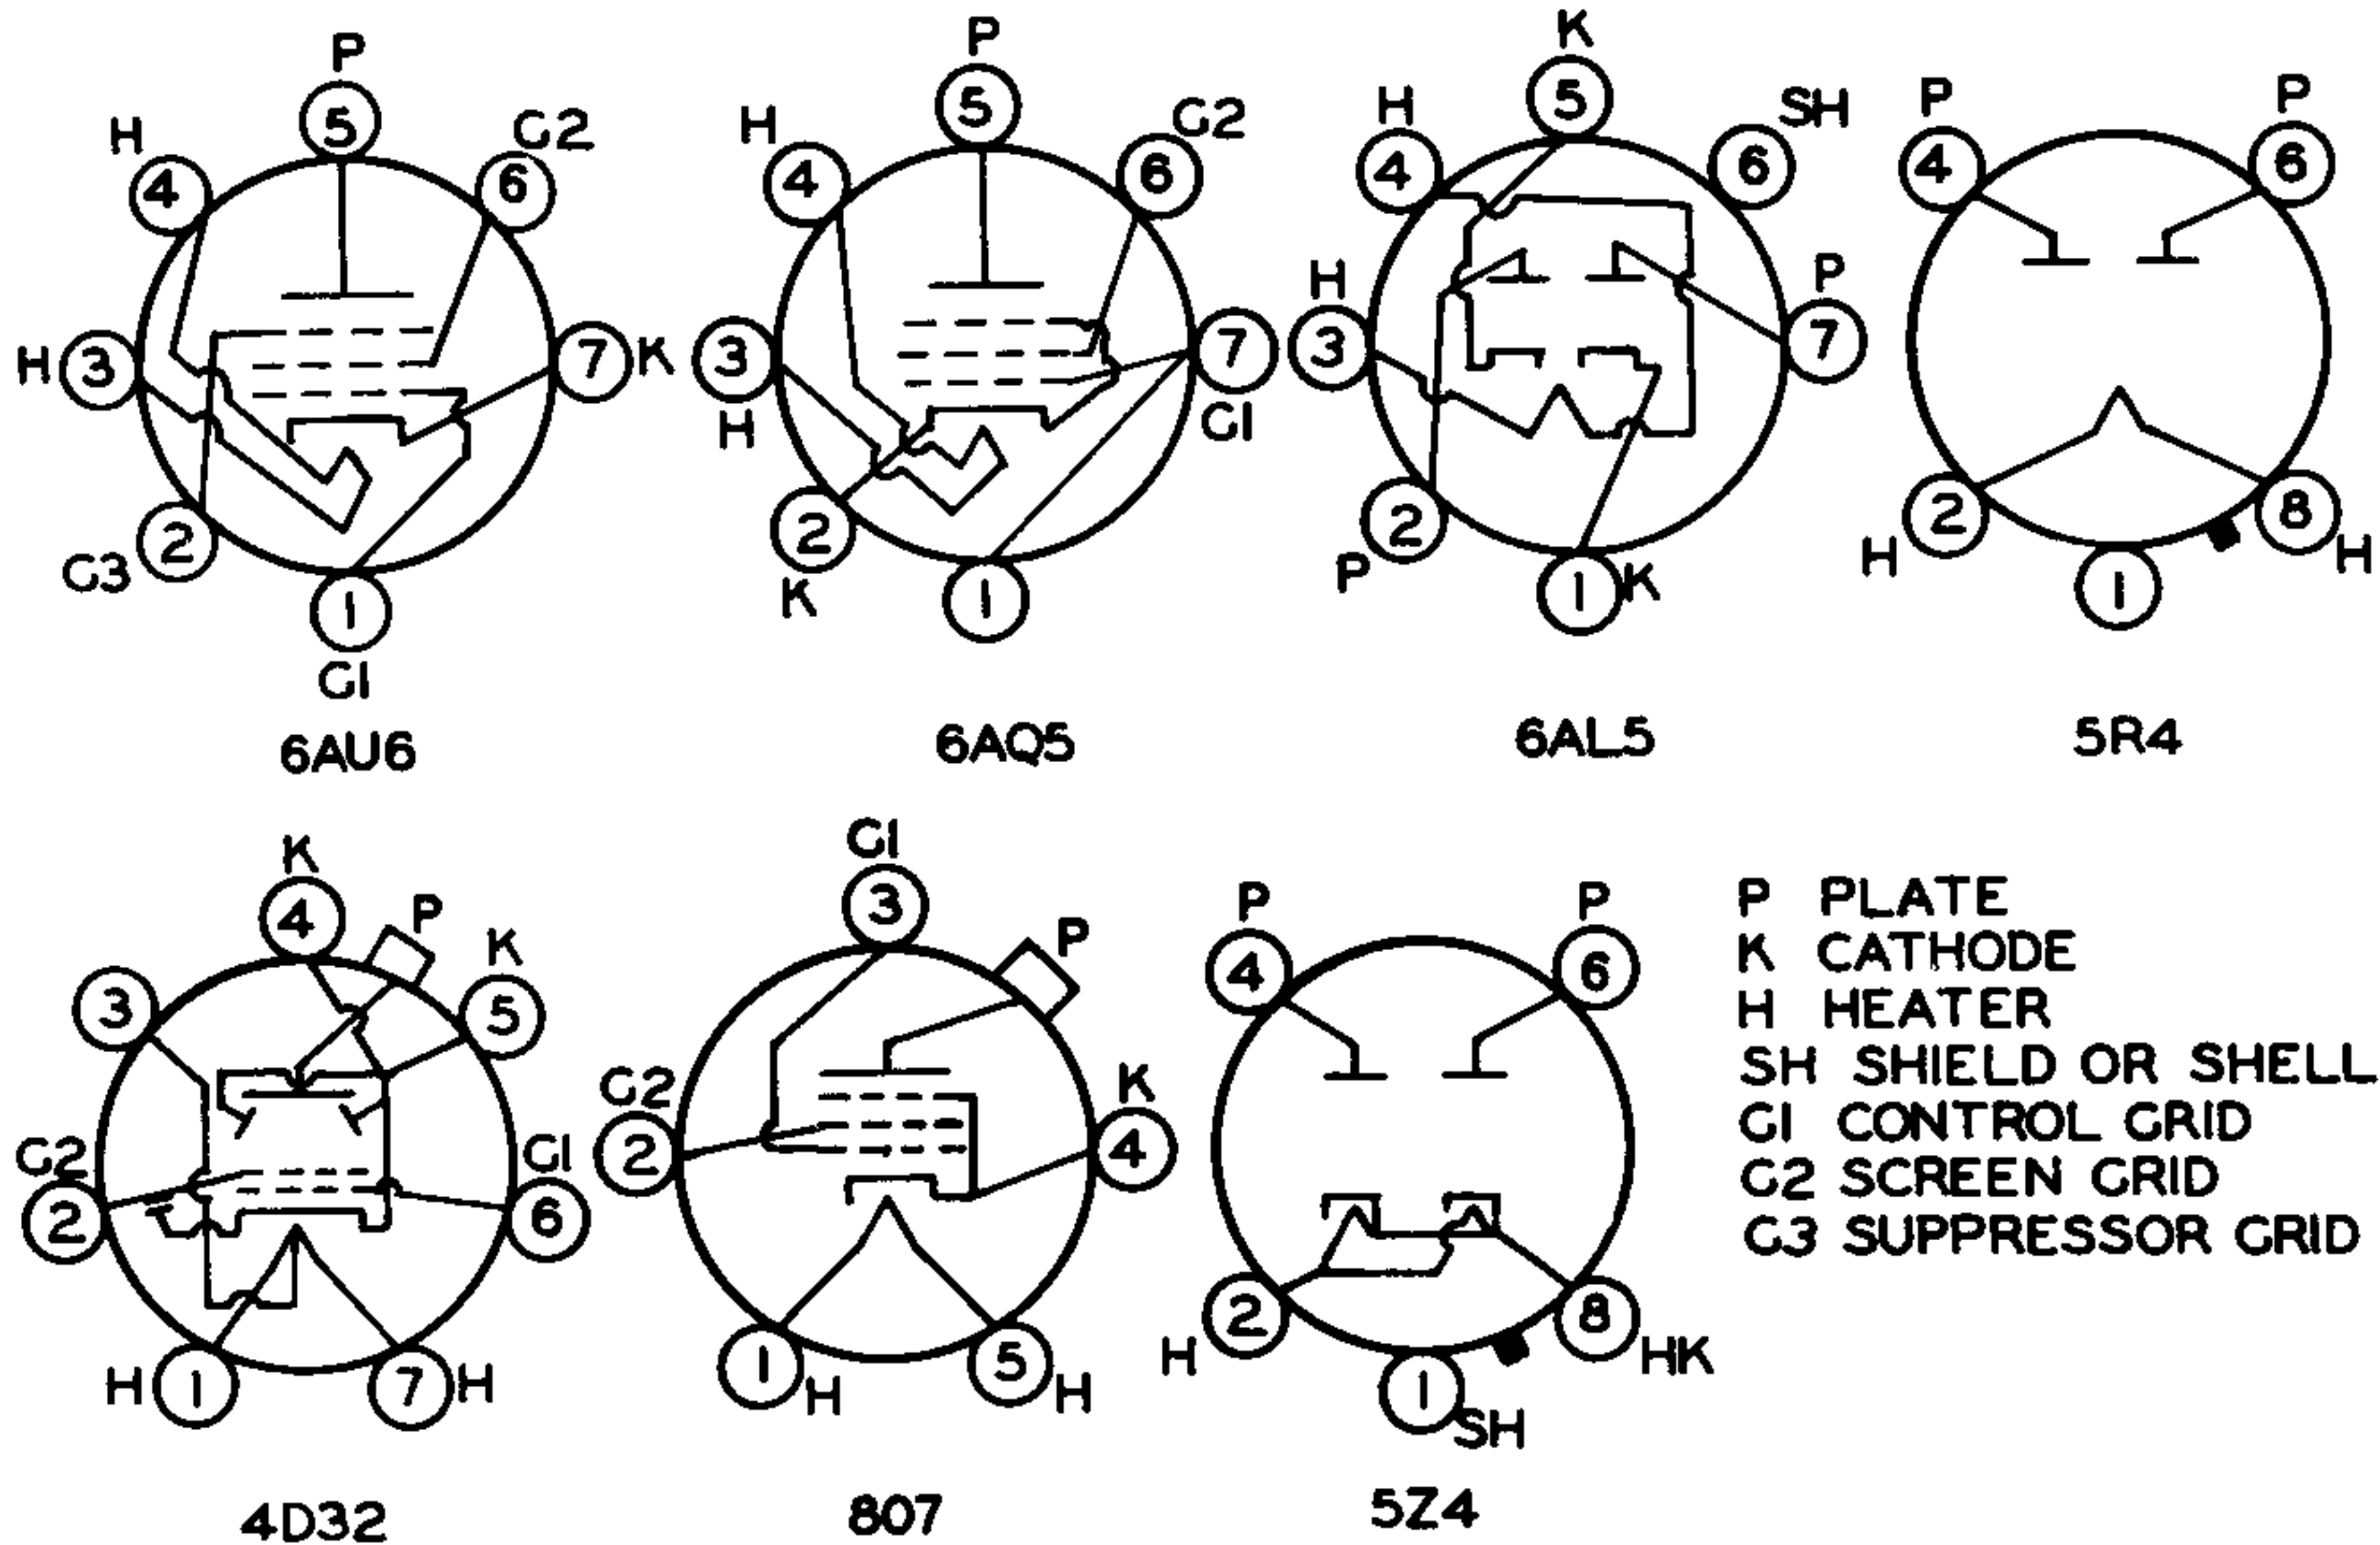 P
5
H
4
G2
6
H
3
7
K
2
G3
1
G1
6AU6
P
5
H
4
G2
6
3
H
7
G1
2
K
1
6AQ5
K
5
H
4
SH
6
H
3
P
7
2
P
1
K
6AL5
P
4
P
6
2
H
8
H
1
5R4
K
4
P
K
5
3
G2
2
G1
6
H
1
7
H
4D32
G1
3
P
G2
2
K
4
1
H
5
H
807
P
4
P
6
2
H
8
HK
1
SH
5Z4
P PLATE
K CATHODE
H HEATER
SH SHIELD OR SHELL
G1 CONTROL GRID
G2 SCREEN GRID
G3 SUPPRESSOR GRID